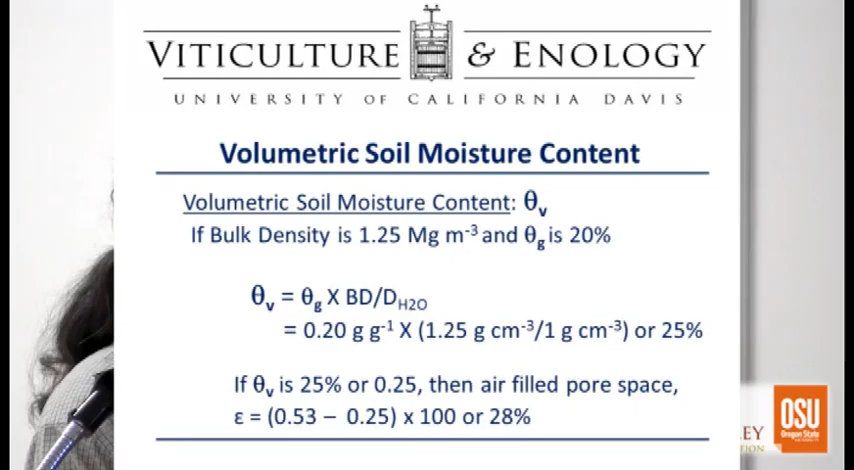 VITICULTURE & ENOLOGY
UNIVERSITY OF CALIFORNIA DAVIS
Volumetric Soil Moisture Content
Volumetric Soil Moisture Content: θv
If Bulk Density is 1.25 Mg m-3 and θg is 20%
θv = θg X BD/DH2O
= 0.20 g g-1 X (1.25 g cm-3/1 g cm-3) or 25%
If θv is 25% or 0.25, then air filled pore space,
ε = (0.53 – 0.25) x 100 or 28%
OSU
Oregon State